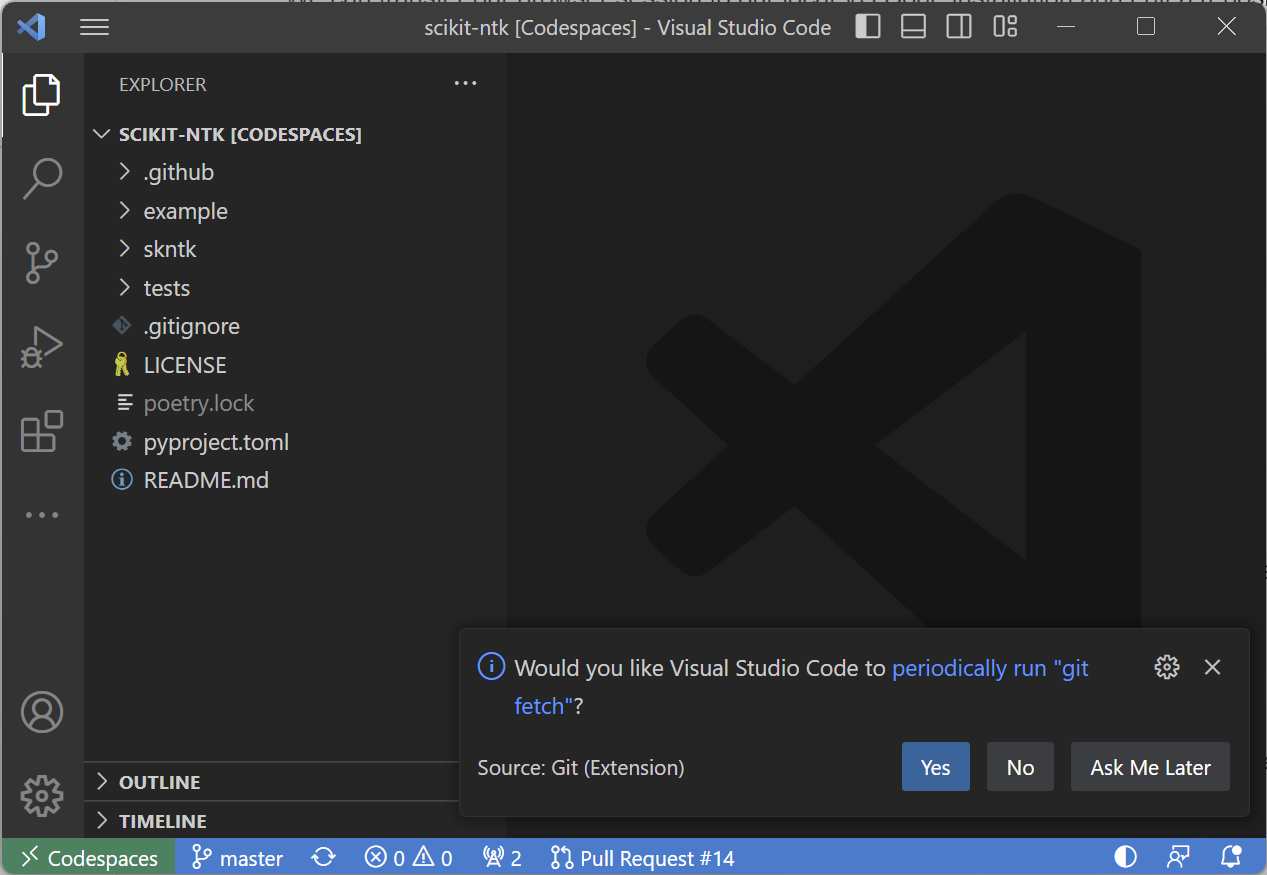 scikit-ntk [Codespaces] - Visual Studio Code
EXPLORER
SCIKIT-NTK [CODESPACES]
.github
example
skntk
tests
.gitignore
LICENSE
poetry.lock
pyproject.toml
README.md
Would you like Visual Studio Code to periodically run "git
fetch"?
Source: Git (Extension)
Yes
No
Ask Me Later
OUTLINE
TIMELINE
Codespaces
master
0
0
2
Pull Request #14